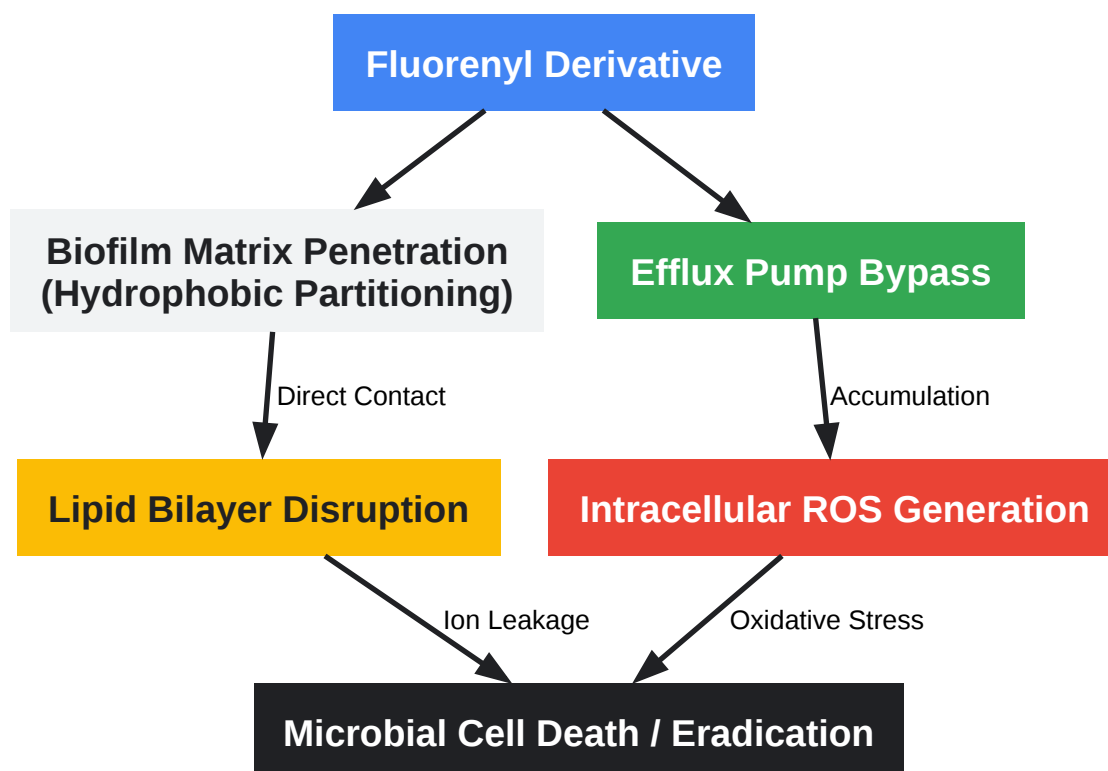 Fluorenyl Derivative
Biofilm Matrix Penetration
(Hydrophobic Partitioning)
Efflux Pump Bypass
Direct Contact
Accumulation
Lipid Bilayer Disruption
Intracellular ROS Generation
Ion Leakage
Oxidative Stress
Microbial Cell Death / Eradication